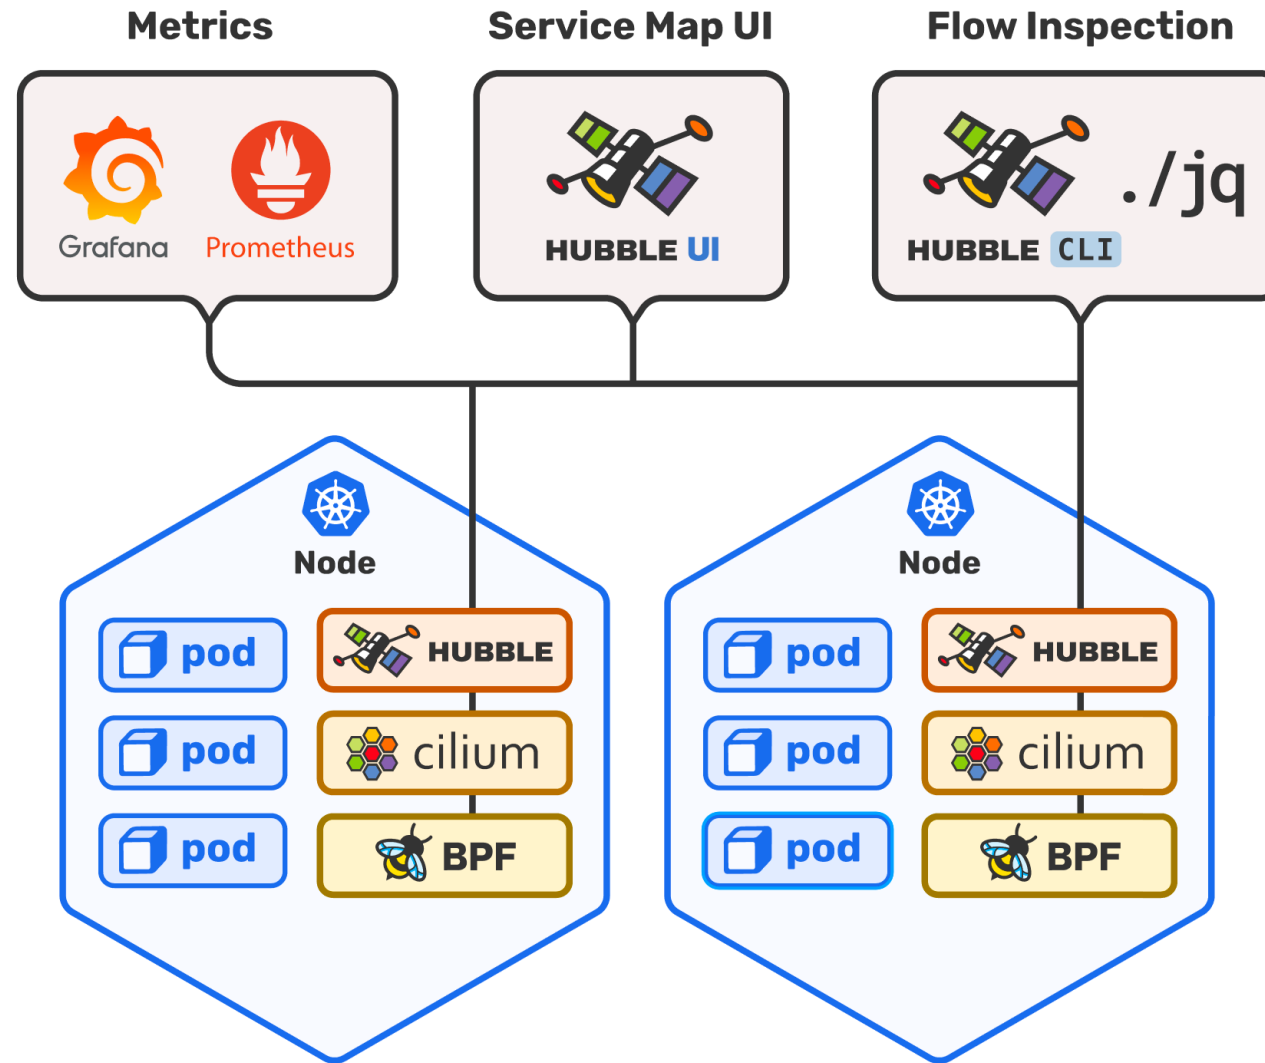 Metrics
Service Map UI
Flow Inspection
Grafana
Prometheus
HUBBLE UI
HUBBLE CLI
./jq
Node
pod
HUBBLE
pod
cilium
pod
BPF
Node
pod
HUBBLE
pod
cilium
pod
BPF